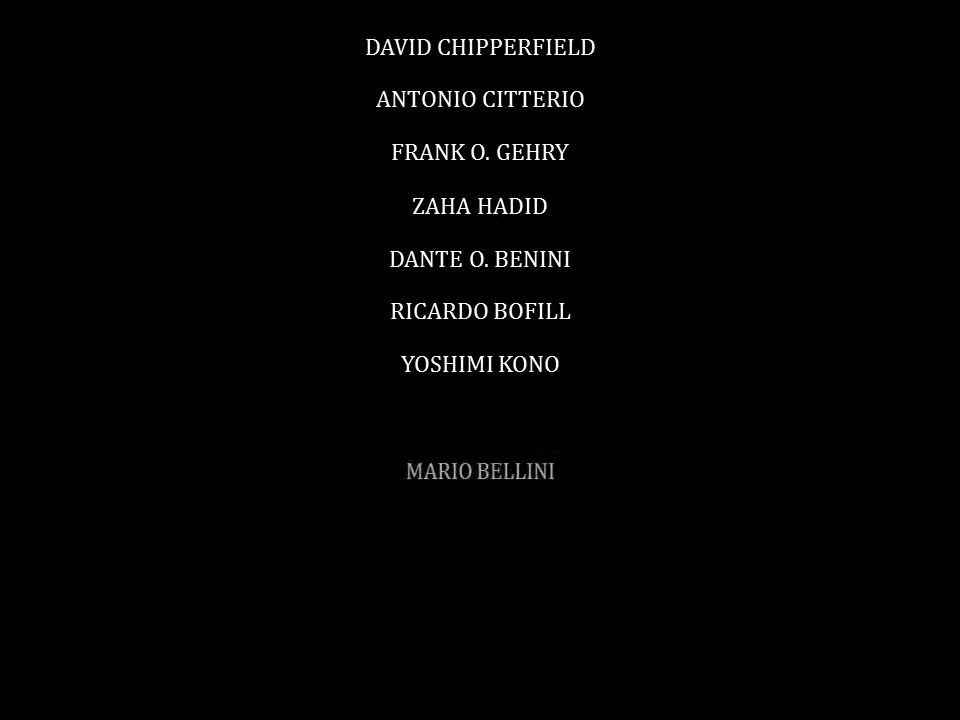 DAVID CHIPPERFIELD
ANTONIO CITTERIO
FRANK O. GEHRY
ZAHA HADID
DANTE O. BENINI
RICARDO BOFILL
YOSHIMI KONO
MARIO BELLINI